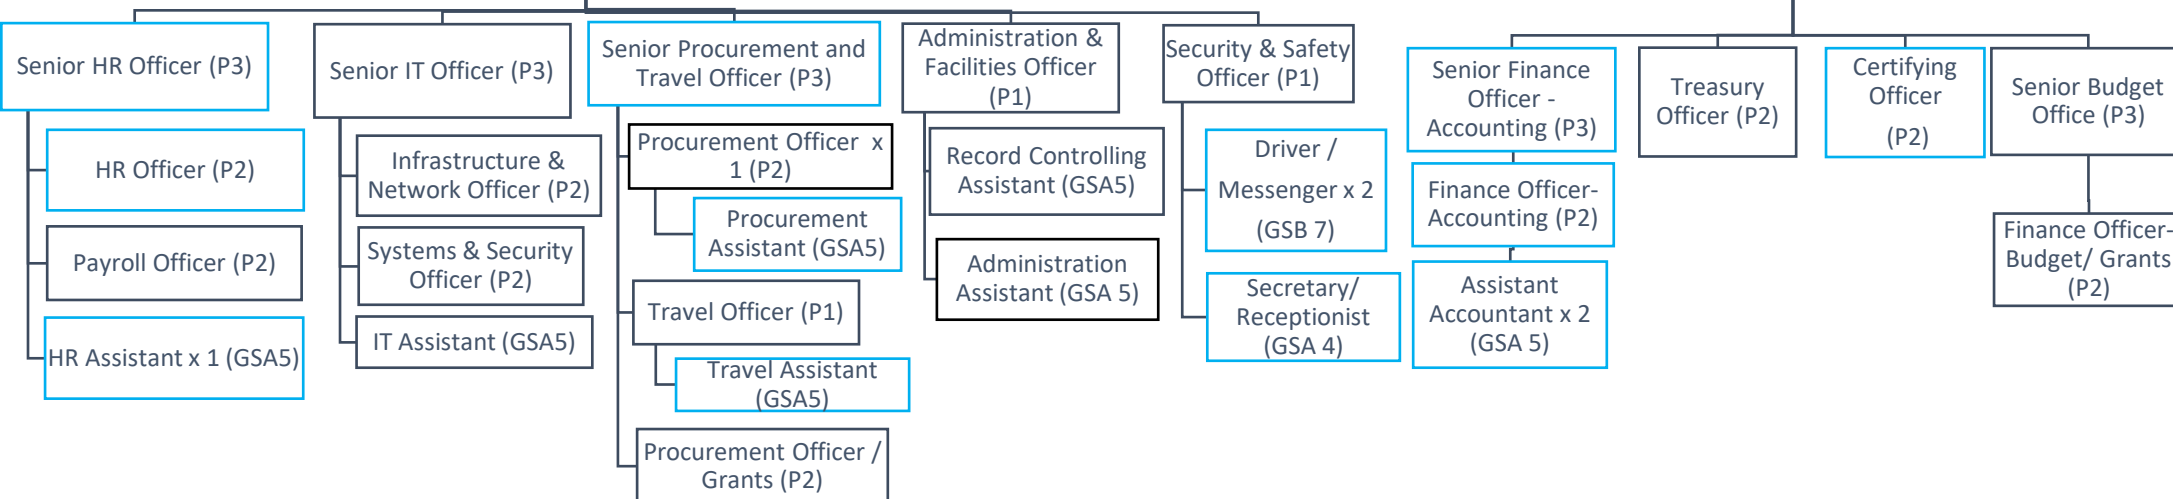 Senior HR Officer (P3)
HR Officer (P2)
Payroll Officer (P2)
HR Assistant x 1 (GSA5)
Senior IT Officer (P3)
Infrastructure &
Network Officer (P2)
Systems & Security
Officer (P2)
IT Assistant (GSA5)
Senior Procurement and
Travel Officer (P3)
Procurement Officer x
1 (P2)
Procurement
Assistant (GSA5)
Travel Officer (P1)
Travel Assistant
(GSA5)
Procurement Officer /
Grants (P2)
Administration &
Facilities Officer
(P1)
Record Controlling
Assistant (GSA5)
Administration
Assistant (GSA 5)
Security & Safety
Officer (P1)
Driver /
Messenger x 2
(GSB 7)
Secretary/
Receptionist
(GSA 4)
Senior Finance
Officer -
Accounting (P3)
Finance Officer-
Accounting (P2)
Assistant
Accountant x 2
(GSA 5)
Treasury
Officer (P2)
Certifying
Officer
(P2)
Senior Budget
Office (P3)
Finance Officer-
Budget/ Grants
(P2)